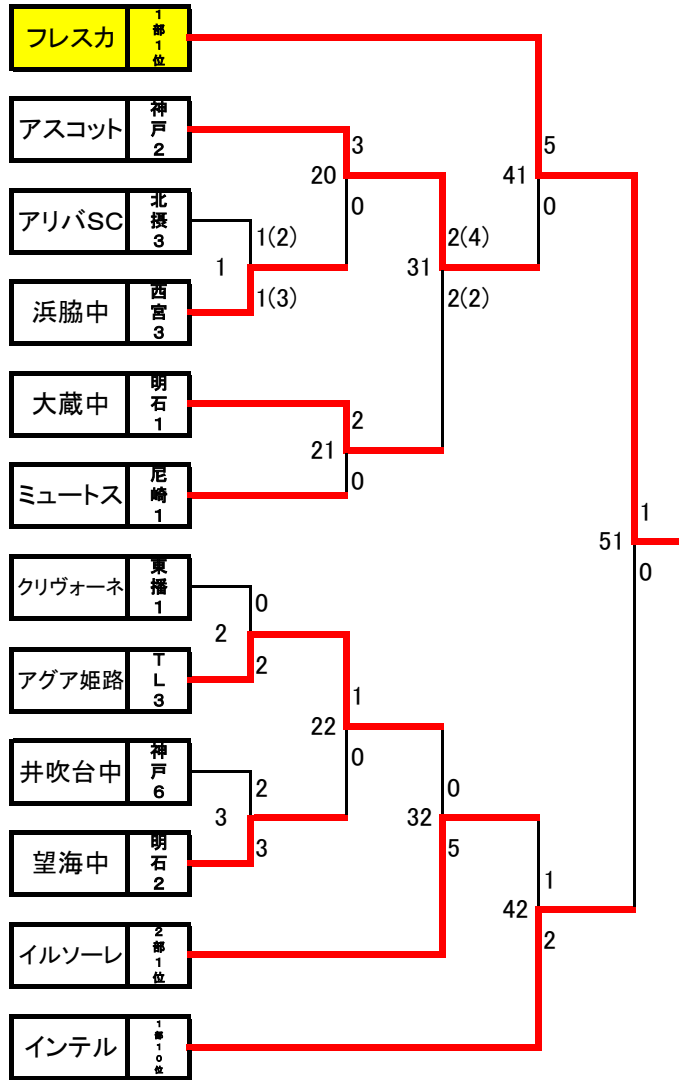 フレスカ 1部1位
5
アスコット 神戸2
3
20
41
0
0
アリバSC 北摂3
1(2)
2(4)
1
31
1(3)
2(2)
浜脇中 西宮3
大蔵中 明石1
2
21
0
ミュートス 尼崎1
1
51
0
クリヴォーネ 東播1
0
2
2
アグア姫路 TL3
1
22
0
井吹台中 神戸6
2
0
3
32
3
5
望海中 明石2
1
42
2
イルソーレ 2部1位
インテル 1部10位